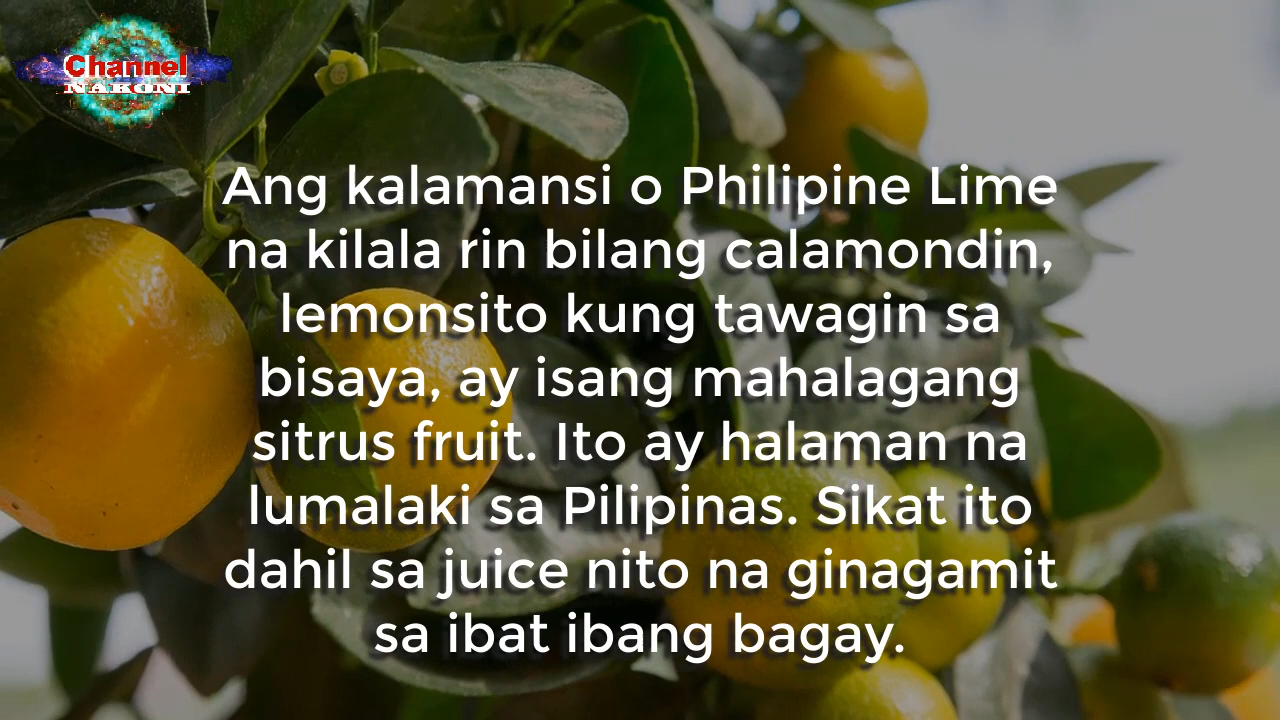 Channel
NAKONI
Ang kalamansi o Philipine Lime
na kilala rin bilang calamondin,
lemonsito kung tawagin sa
bisaya, ay isang mahalagang
sitrus fruit. Ito ay halaman na
lumalaki sa Pilipinas. Sikat ito
dahil sa juice nito na ginagamit
sa ibat ibang bagay.